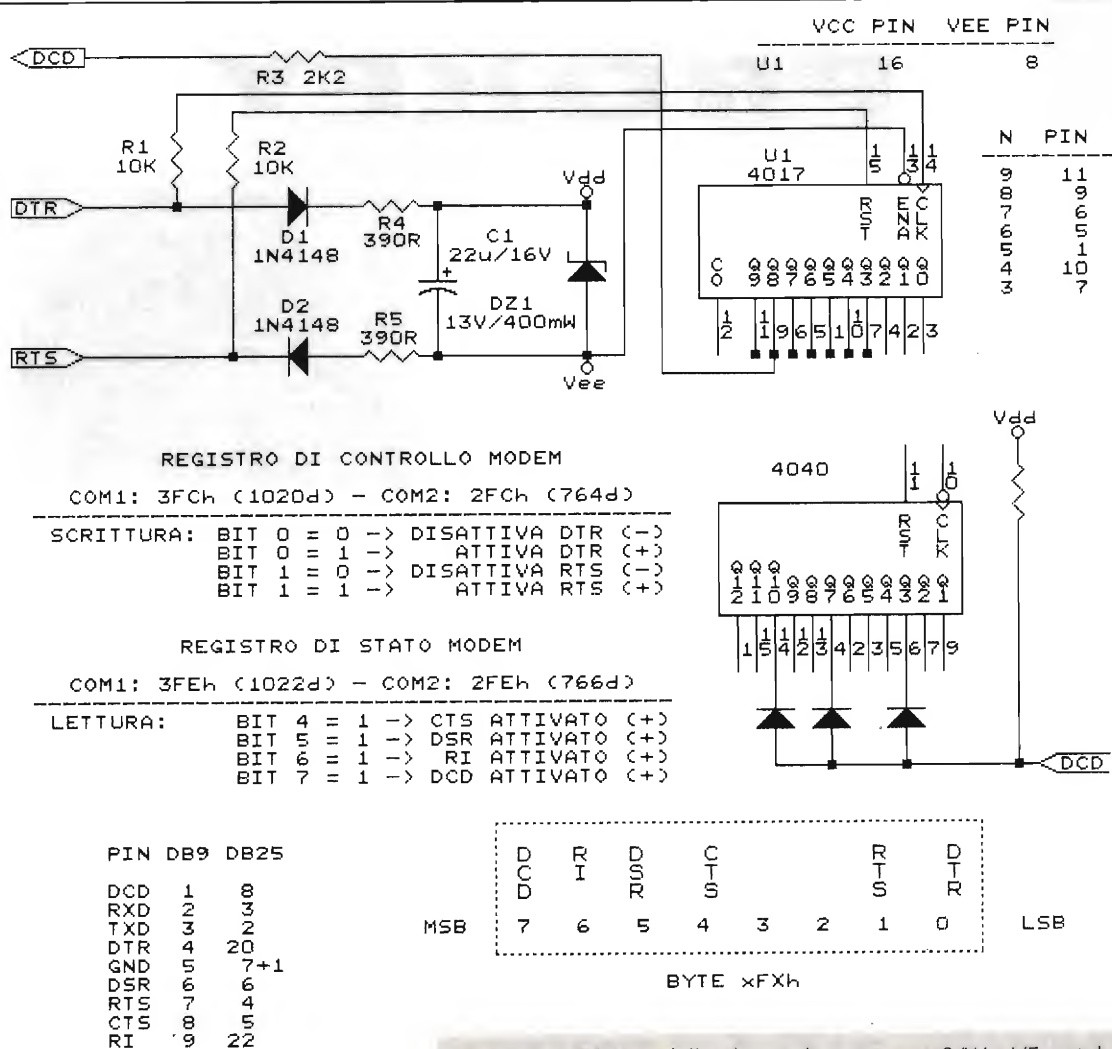 VCC PIN VEE PIN
U1 16 8
DCD
R3 2K2
R1 10K
R2 10K
N PIN
9 11
8 9
7 6
6 5
5 1
4 10
3 7
U1
4017
15 13 14
RST ENA CLK
CO Q9 Q8 Q7 Q6 Q5 Q4 Q3 Q2 Q1 Q0
12 11 9 6 5 1 10 7 4 2 3
DTR
D1
1N4148
R4
390R
Vdd
C1
22u/16V
+
DZ1
13V/400mW
D2
1N4148
R5
390R
RTS
Vee
REGISTRO DI CONTROLLO MODEM
COM1: 3FCh (1020d) - COM2: 2FCh (764d)
SCRITTURA: BIT 0 = 0 -> DISATTIVA DTR (-)
BIT 0 = 1 -> ATTIVA DTR (+)
BIT 1 = 0 -> DISATTIVA RTS (-)
BIT 1 = 1 -> ATTIVA RTS (+)
REGISTRO DI STATO MODEM
COM1: 3FEh (1022d) - COM2: 2FEh (766d)
LETTURA: BIT 4 = 1 -> CTS ATTIVATO (+)
BIT 5 = 1 -> DSR ATTIVATO (+)
BIT 6 = 1 -> RI ATTIVATO (+)
BIT 7 = 1 -> DCD ATTIVATO (+)
Vdd
4040
11 10
RST CLK
Q12 Q11 Q10 Q9 Q8 Q7 Q6 Q5 Q4 Q3 Q2 Q1
1 15 14 12 13 4 2 3 5 6 7 9
DCD
PIN DB9 DB25
DCD 1 8
RXD 2 3
TXD 3 2
DTR 4 20
GND 5 7+1
DSR 6 6
RTS 7 4
CTS 8 5
RI 9 22
DCD RI DSR CTS RTS DTR
MSB 7 6 5 4 3 2 1 0 LSB
BYTE xFXh